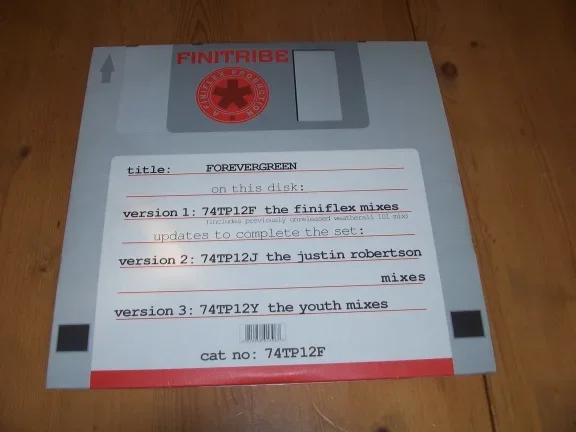 FINITRIBE
A FINIFLEX PRODUCTION
title: FOREVERGREEN
on this disk:
version 1: 74TP12F the finiflex mixes
(includes previously unreleased weatherall 101 mix)
updates to complete the set:
version 2: 74TP12J the justin robertson
mixes
version 3: 74TP12Y the youth mixes
cat no: 74TP12F